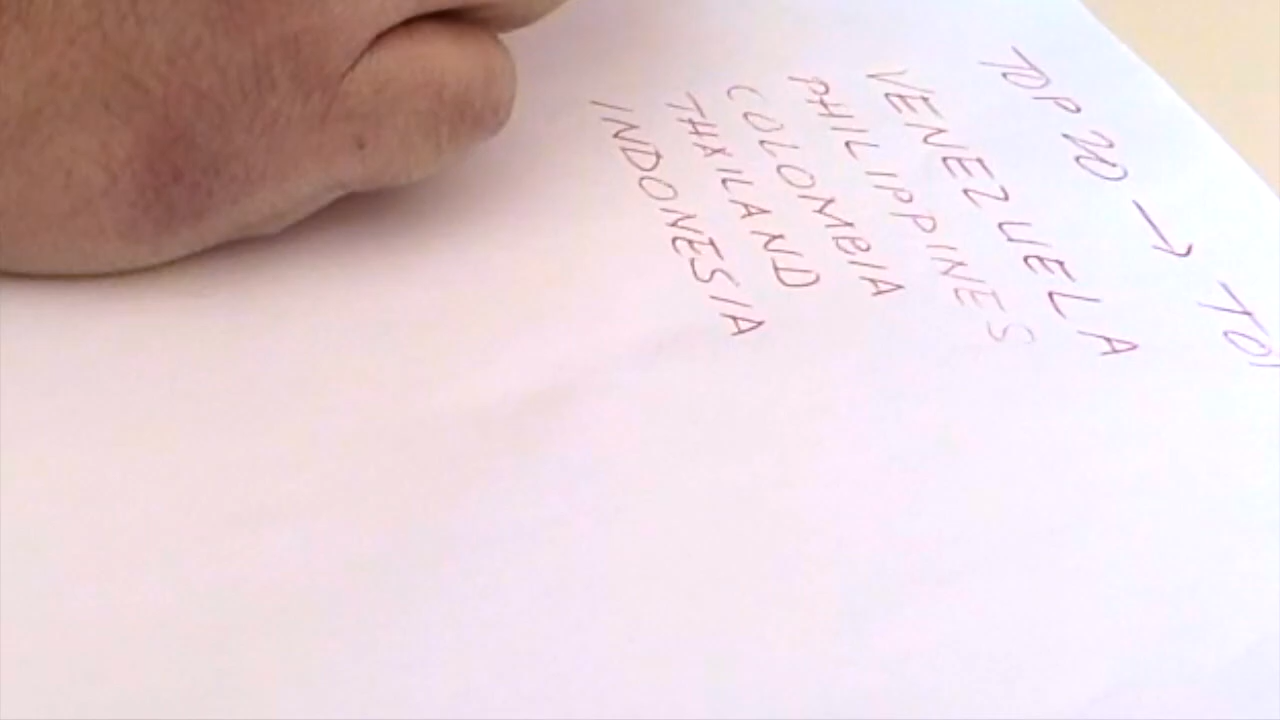 TOP 20 → TO
VENEZUELA
PHILIPPINES
COLOMBIA
THAILAND
INDONESIA